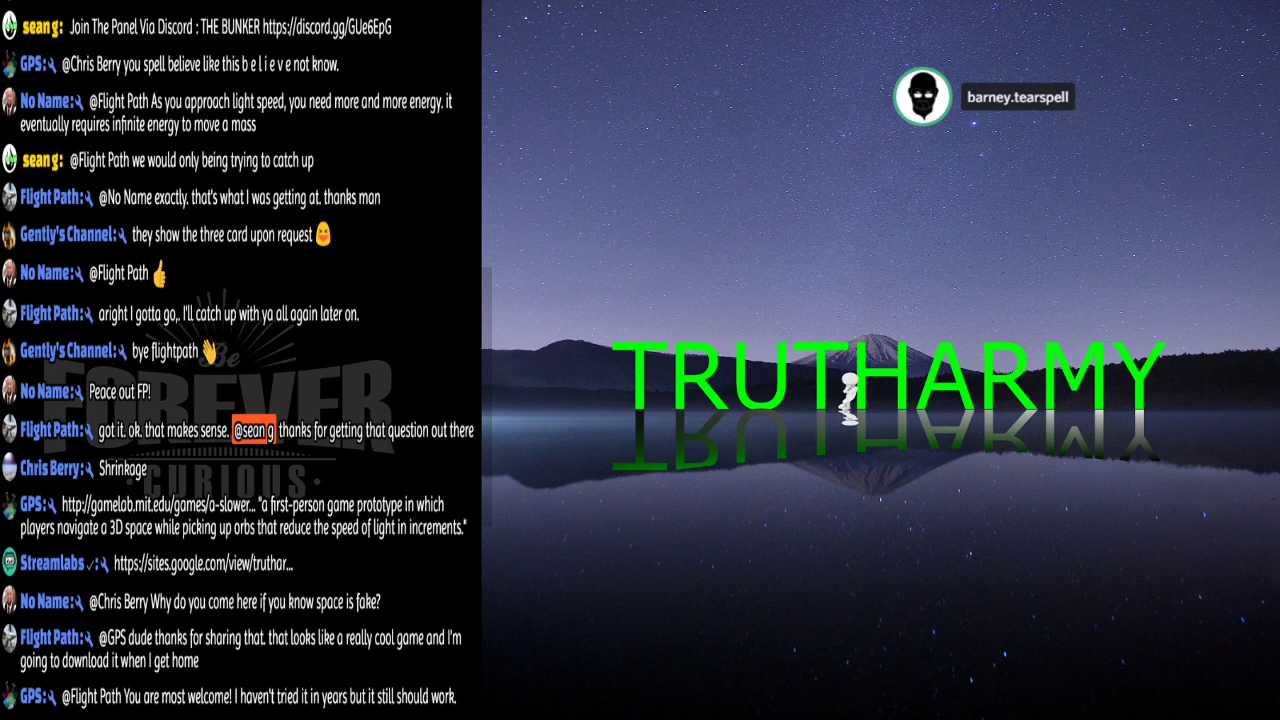 sean g: Join The Panel Via Discord : THE BUNKER https://discord.gg/GUe6EpG
GPS: @Chris Berry you spell believe like this b e l i e v e not know.
No Name: @Flight Path As you approach light speed, you need more and more energy. it
eventually requires infinite energy to move a mass
sean g: @Flight Path we would only being trying to catch up
Flight Path: @No Name exactly. that's what I was getting at. thanks man
Gently's Channel: they show the three card upon request
No Name: @Flight Path
Flight Path: aright I gotta go,. I'll catch up with ya all again later on.
Gently's Channel: bye flightpath
No Name: Peace out FP!
Flight Path: got it. ok. that makes sense. @sean g thanks for getting that question out there
Chris Berry: Shrinkage
GPS: http://gamelab.mit.edu/games/a-slower... "a first-person game prototype in which
players navigate a 3D space while picking up orbs that reduce the speed of light in increments."
Streamlabs: https://sites.google.com/view/truthar...
No Name: @Chris Berry Why do you come here if you know space is fake?
Flight Path: @GPS dude thanks for sharing that. that looks like a really cool game and I'm
going to download it when I get home
GPS: @Flight Path You are most welcome! I haven't tried it in years but it still should work.
Be
FOREVER
CURIOUS
barney.tearspell
TRUTHARMY